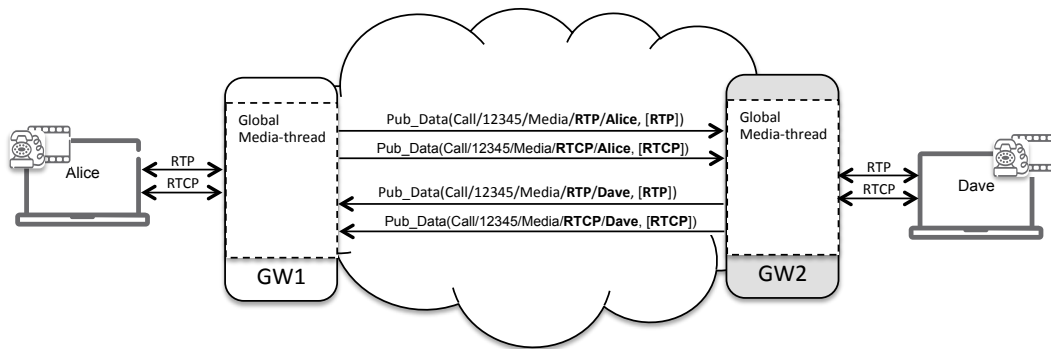 Global
Media-thread
Pub_Data(Call/12345/Media/RTP/Alice, [RTP])
Pub_Data(Call/12345/Media/RTCP/Alice, [RTCP])
Pub_Data(Call/12345/Media/RTP/Dave, [RTP])
Pub_Data(Call/12345/Media/RTCP/Dave, [RTCP])
Global
Media-thread
Alice
RTP
RTCP
RTP
RTCP
Dave
GW1
GW2